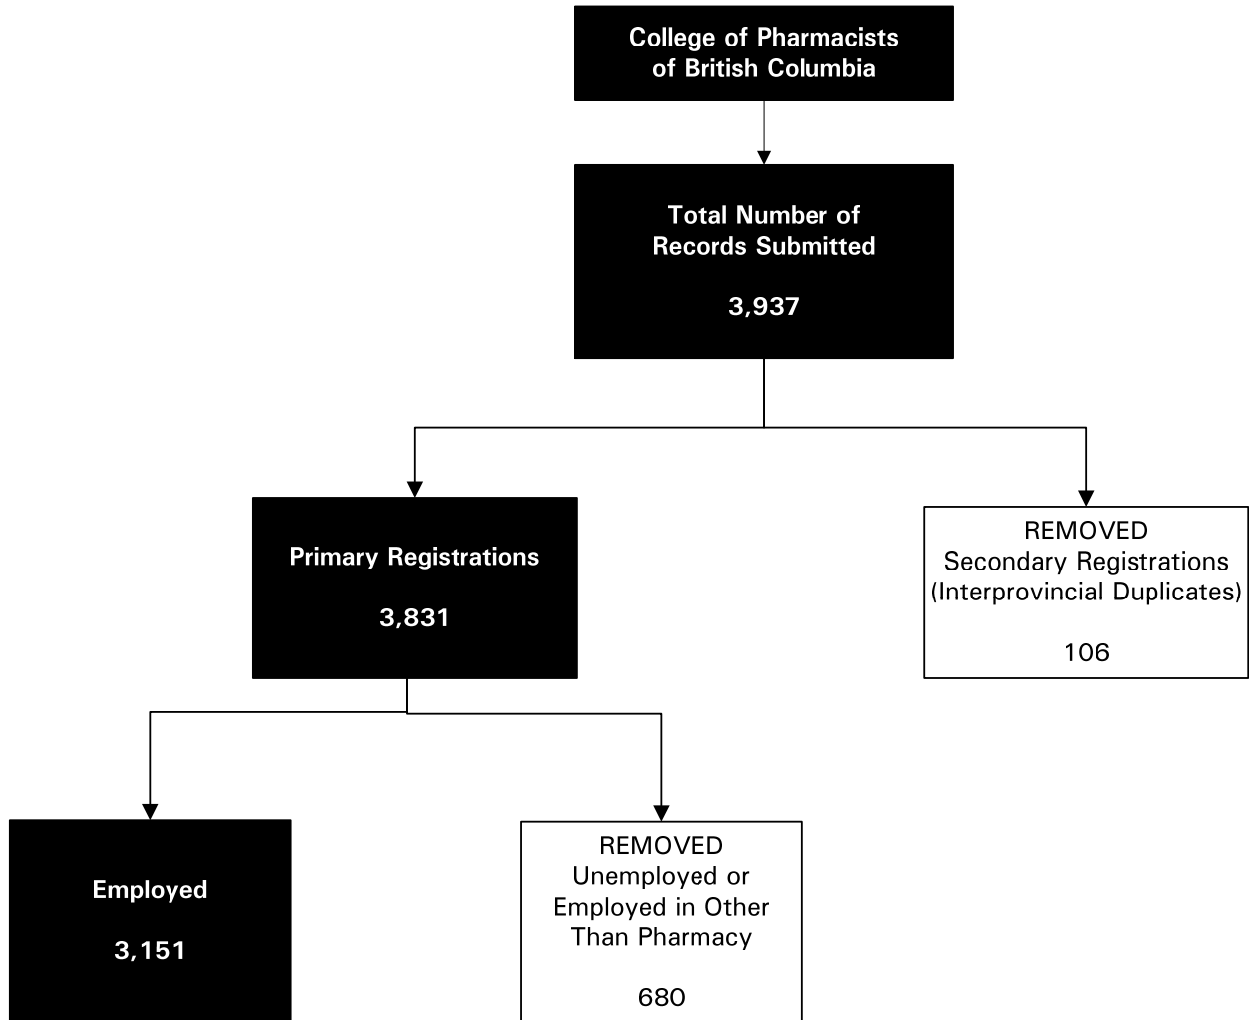 College of Pharmacists
of British Columbia
Total Number of
Records Submitted
3,937
Primary Registrations
3,831
REMOVED
Secondary Registrations
(Interprovincial Duplicates)
106
Employed
3,151
REMOVED
Unemployed or
Employed in Other
Than Pharmacy
680